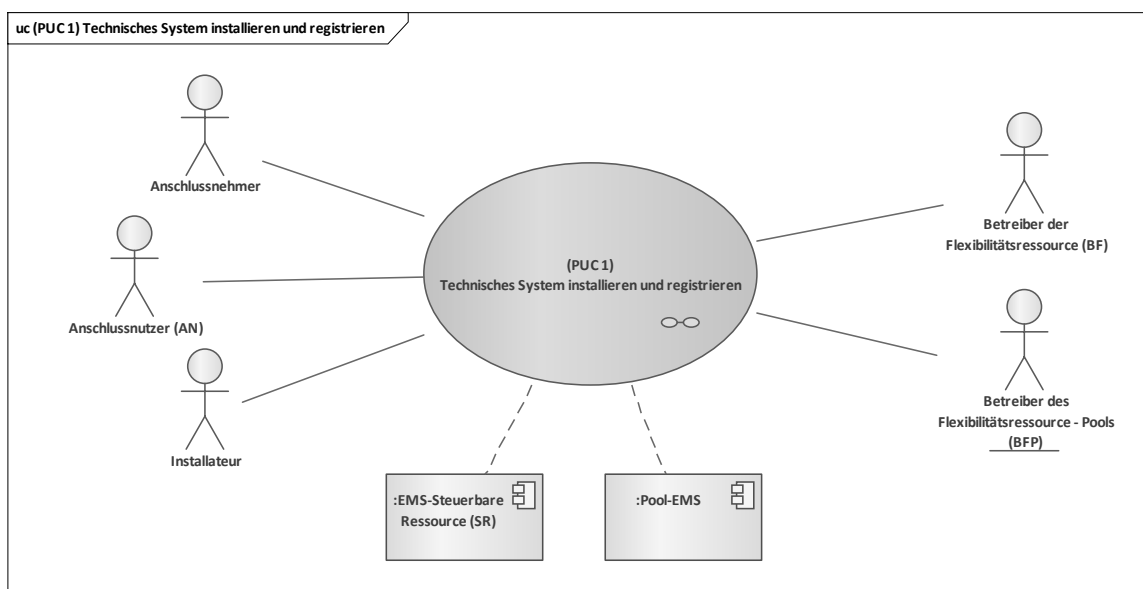 uc (PUC 1) Technisches System installieren und registrieren
Anschlussnehmer
Anschlussnutzer (AN)
Installateur
(PUC 1)
Technisches System installieren und registrieren
Betreiber der
Flexibilitätsressource (BF)
Betreiber des
Flexibilitätsressource - Pools
(BFP)
:EMS-Steuerbare
Ressource (SR)
:Pool-EMS